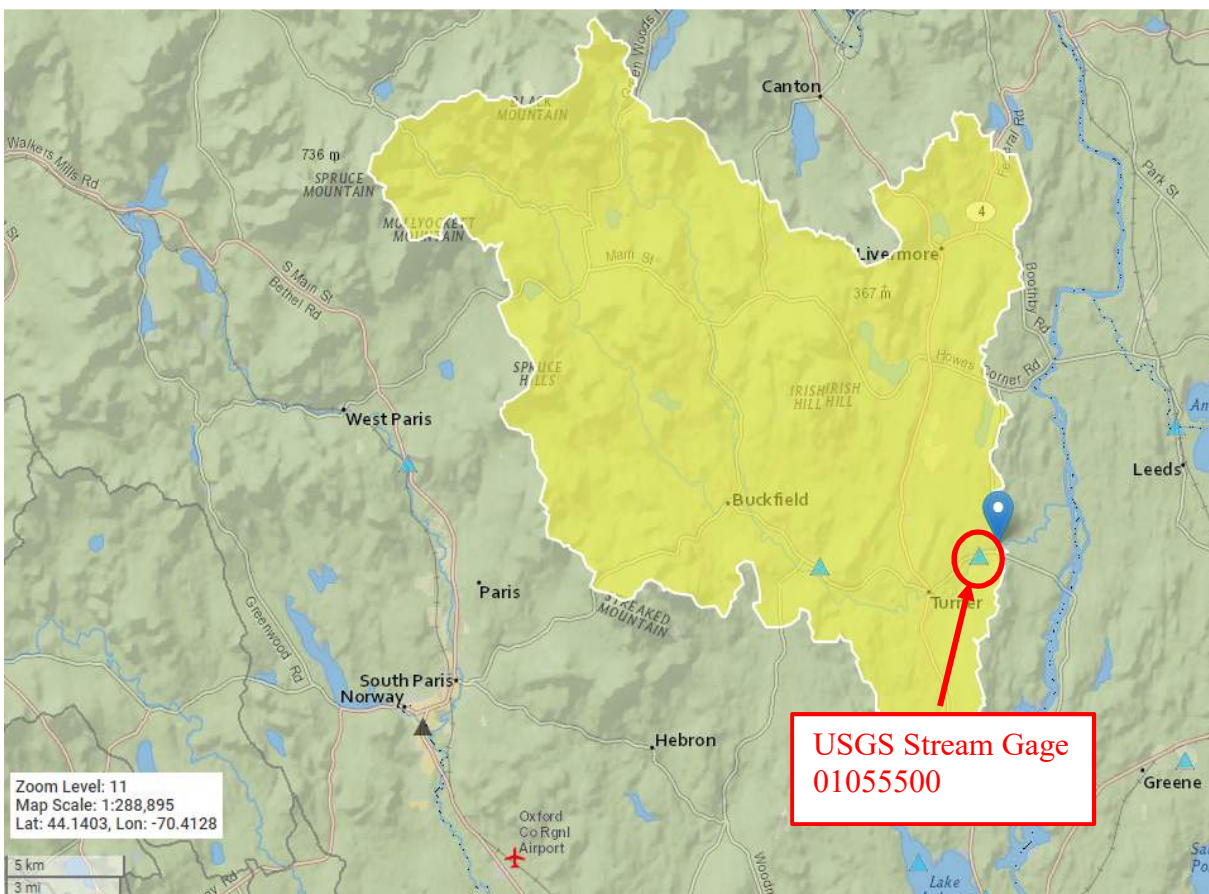 Canton
BLACK
MOUNTAIN
Walkers Mills Rd
736 m
SPRUCE
MOUNTAIN
MOLLYOCKETT
MOUNTAIN
Federal Rd
Park St
4
S Main St
Bethel Rd
Main St
Livermore
367 m
Boothby Rd
Howes Corner Rd
SPRUCE
HILLS
IRISH
HILL
IRISH
HILL
West Paris
An
Leeds
Buckfield
Paris
STREAKED
MOUNTAIN
Turner
Greenwood Rd
South Paris
Norway
Hebron
USGS Stream Gage
01055500
Greene
Zoom Level: 11
Map Scale: 1:288,895
Lat: 44.1403, Lon: -70.4128
Oxford
Co Rgnl
Airport
5 km
3 mi
Lake